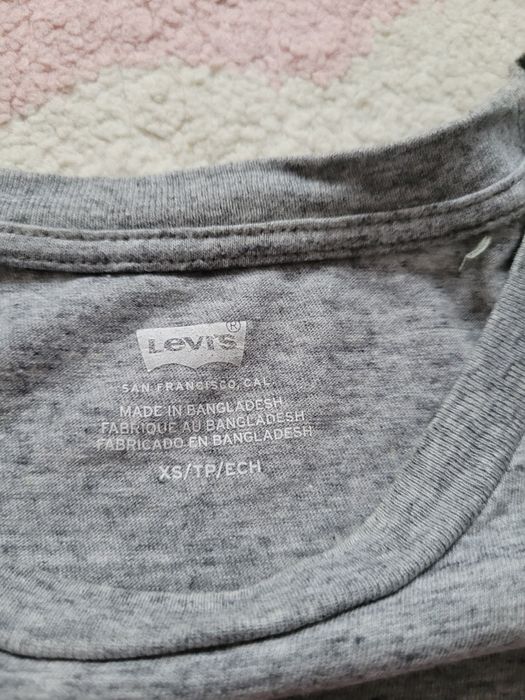 Levi's®
SAN FRANCISCO, CAL.
MADE IN BANGLADESH
FABRIQUE AU BANGLADESH
FABRICADO EN BANGLADESH
XS/TP/ECH